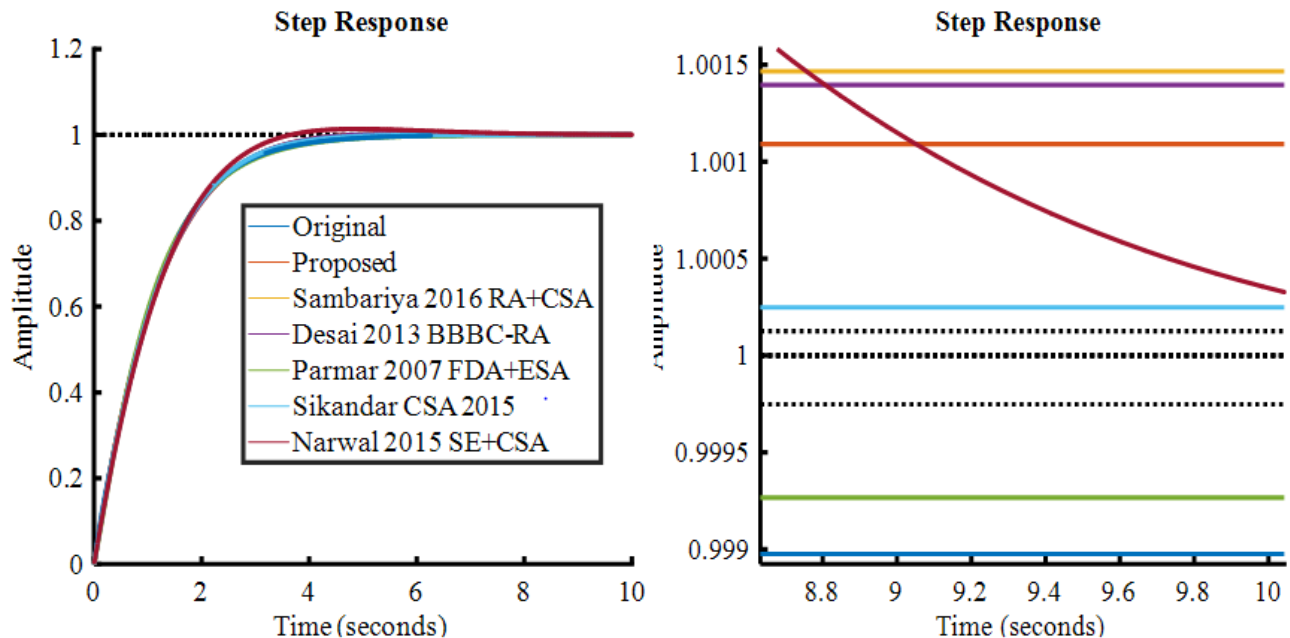 Step Response
1.2
1
0.8
0.6
0.4
0.2
0
Amplitude
Original
Proposed
Sambariya 2016 RA+CSA
Desai 2013 BBBC-RA
Parmar 2007 FDA+ESA
Sikandar CSA 2015
Narwal 2015 SE+CSA
0 2 4 6 8 10
Time (seconds)
Step Response
1.0015
1.001
1.0005
1
0.9995
0.999
Amplitude
8.8 9 9.2 9.4 9.6 9.8 10
Time (seconds)